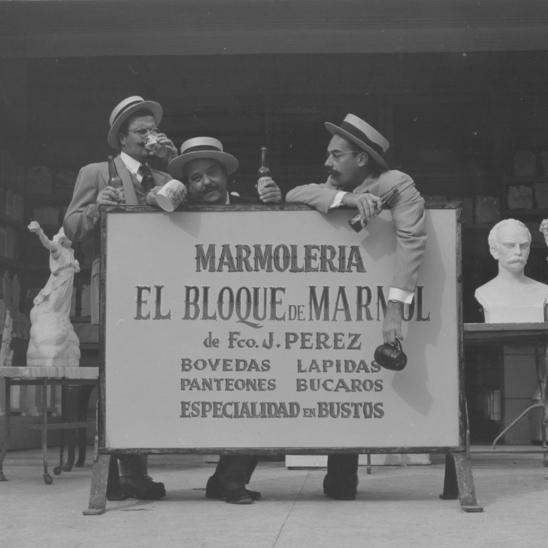 MARMOLERIA
EL BLOQUE DE MARMOL
de Fco. J. PEREZ
BOVEDAS LAPIDAS
PANTEONES BUCAROS
ESPECIALIDAD EN BUSTOS